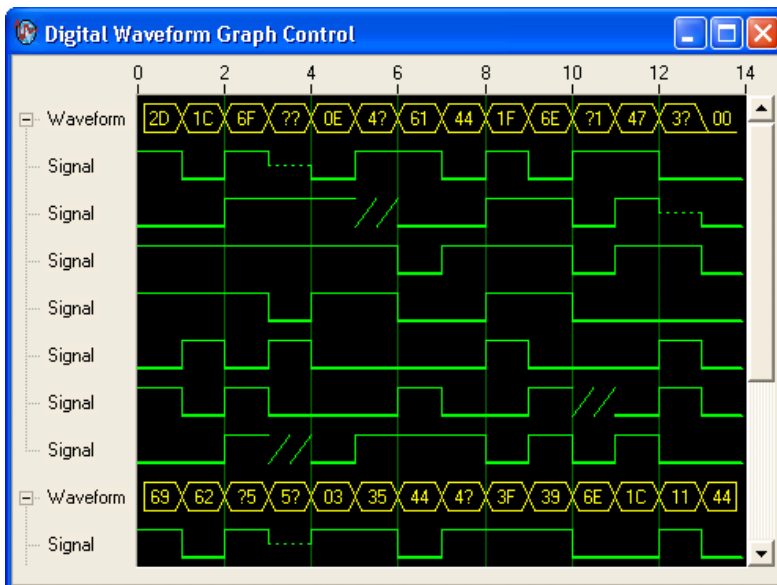 Digital Waveform Graph Control
0 2 4 6 8 10 12 14
Waveform 2D 1C 6F ?? 0E 4? 61 44 1F 6E ?1 47 3? 00
Signal
Signal
Signal
Signal
Signal
Signal
Signal
Waveform 69 62 ?5 5? 03 35 44 4? 3F 39 6E 1C 11 44
Signal